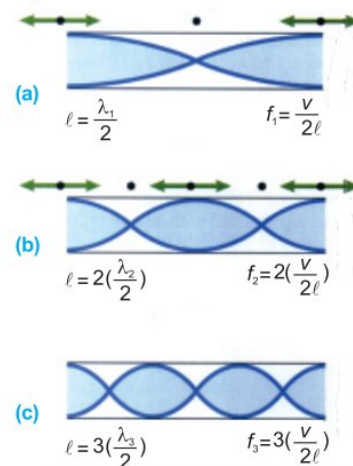 (a)
ℓ = λ₁/2 f₁ = v/2ℓ
(b)
ℓ = 2(λ₂/2) f₂ = 2(v/2ℓ)
(c)
ℓ = 3(λ₃/2) f₃ = 3(v/2ℓ)